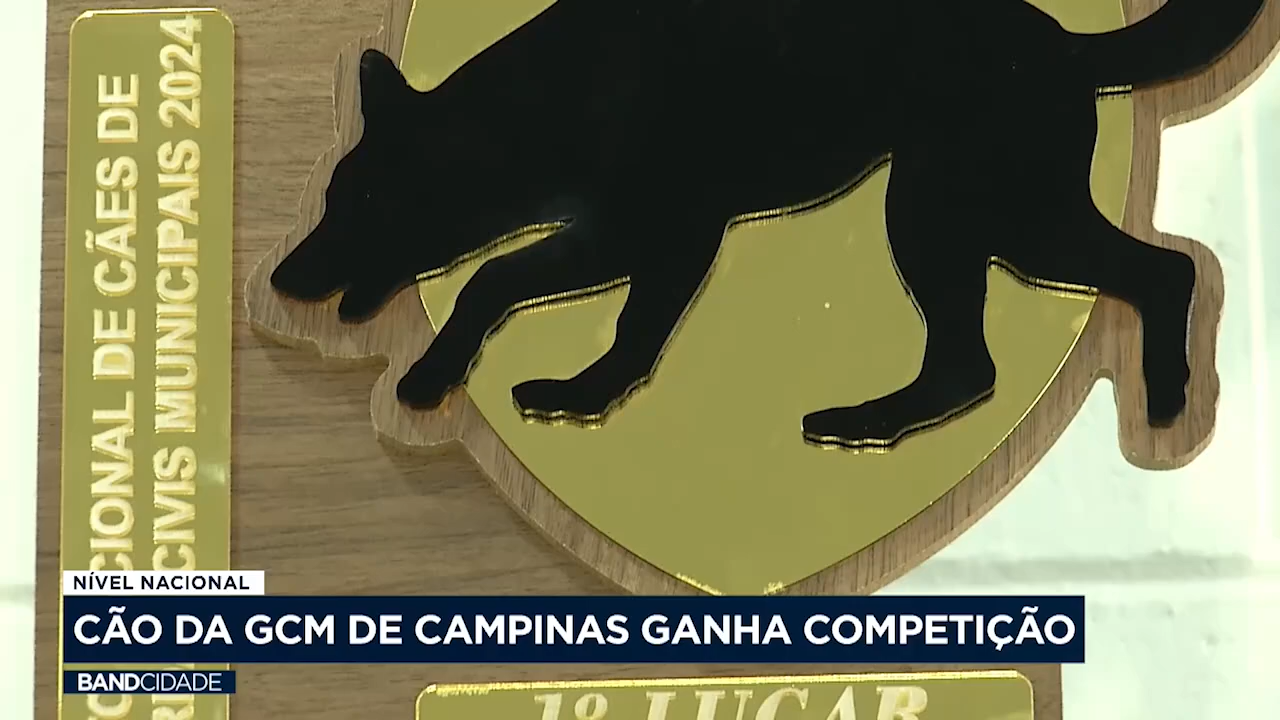 CIONAL DE CÃES DE
CIVIS MUNICIPAIS 2024
NÍVEL NACIONAL
CÃO DA GCM DE CAMPINAS GANHA COMPETIÇÃO
BANDCIDADE
1º LUGAR